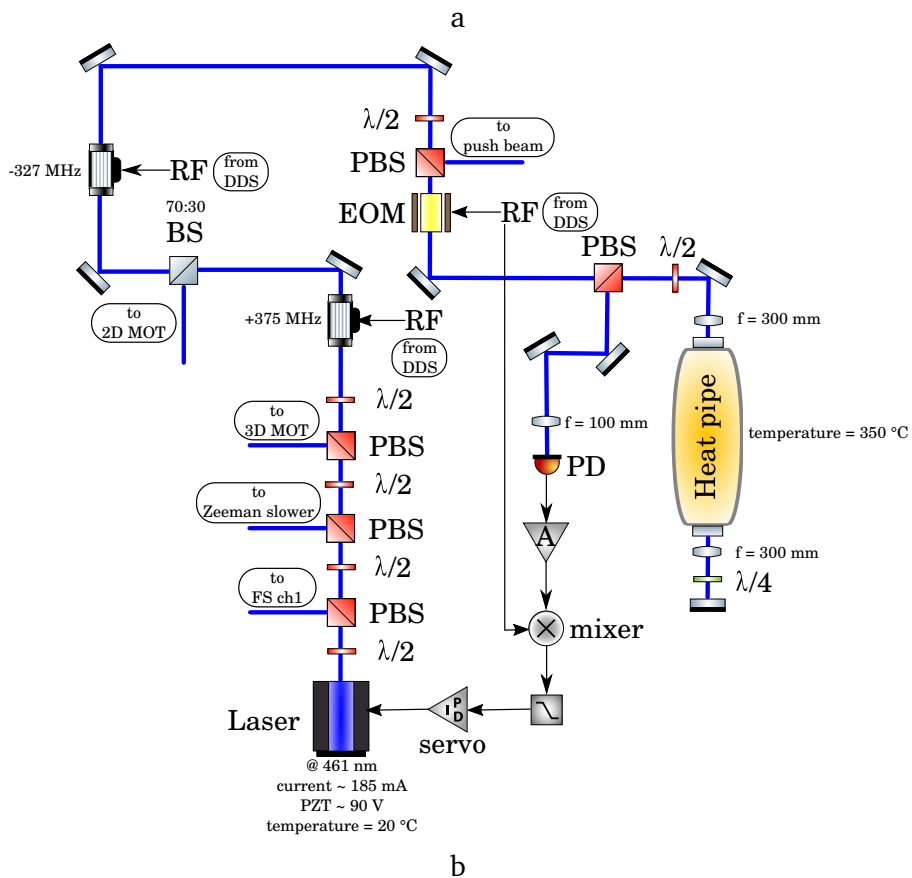 a
λ/2
to
push beam
PBS
-327 MHz
RF
from
DDS
EOM
RF
from
DDS
70:30
BS
PBS
λ/2
to
2D MOT
+375 MHz
RF
from
DDS
f = 300 mm
λ/2
to
3D MOT
PBS
f = 100 mm
PD
Heat pipe
temperature = 350 °C
λ/2
to
Zeeman slower
PBS
A
f = 300 mm
λ/2
λ/4
to
FS ch1
PBS
mixer
λ/2
Laser
P
I
D
servo
@ 461 nm
current ~ 185 mA
PZT ~ 90 V
temperature = 20 °C
b